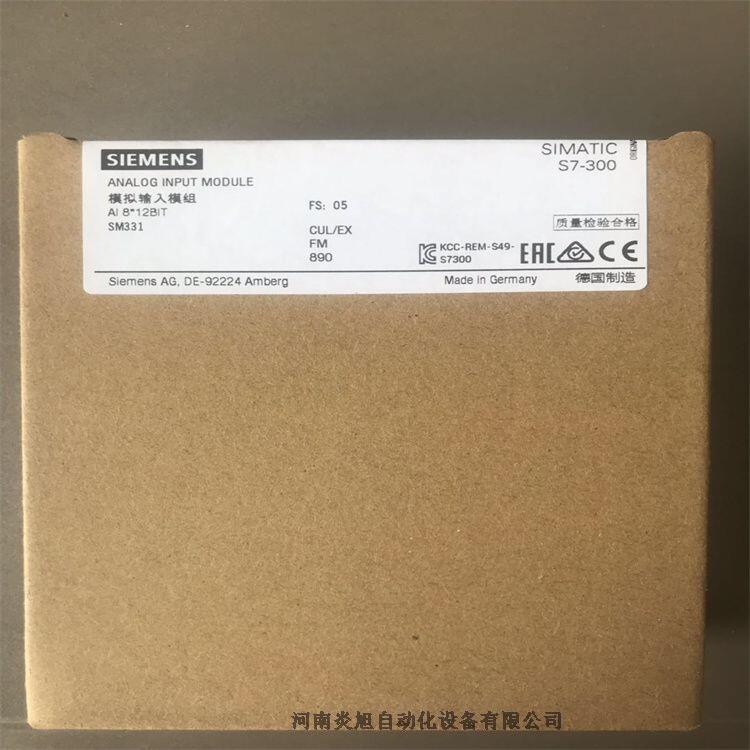 SIEMENS
SIMATIC
S7-300
ANALOG INPUT MODULE
模拟输入模组
AI 8*12BIT
SM331
FS: 05
CUL/EX
FM
890
质量检验合格
KCC-REM-S49-
S7300
EAC
CE
Siemens AG, DE-92224 Amberg
Made in Germany
德国制造
河南炎旭自动化设备有限公司